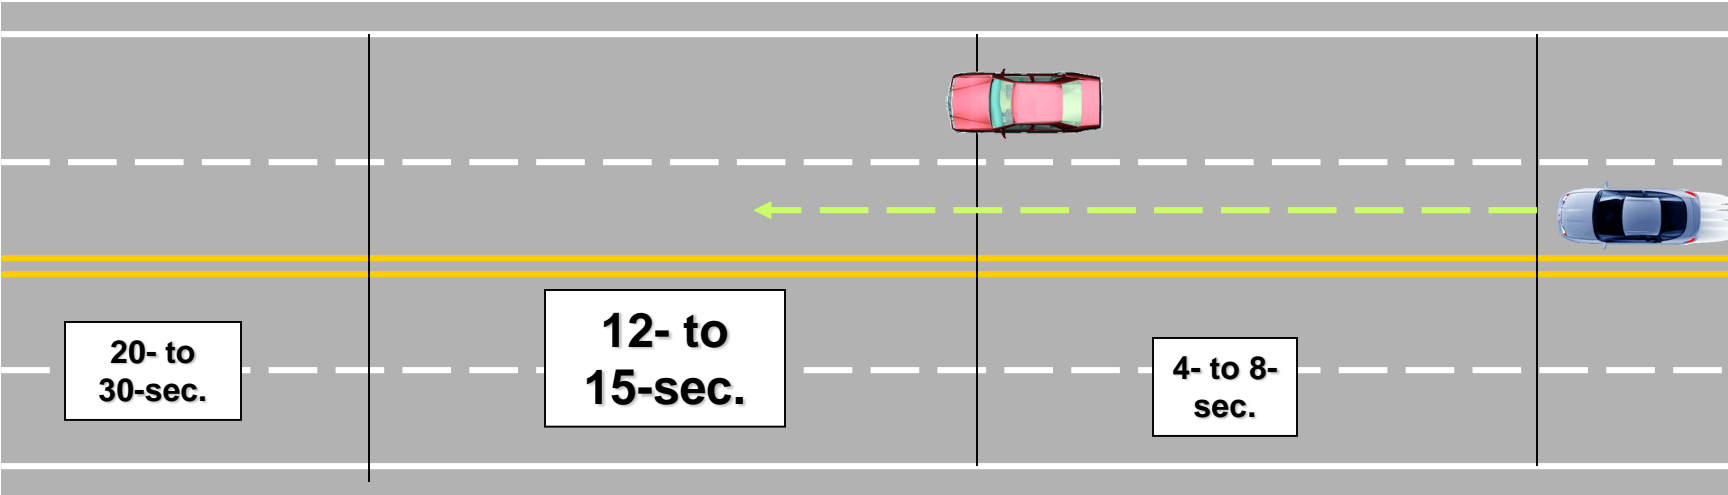 20- to
30-sec.
12- to
15-sec.
4- to 8-
sec.